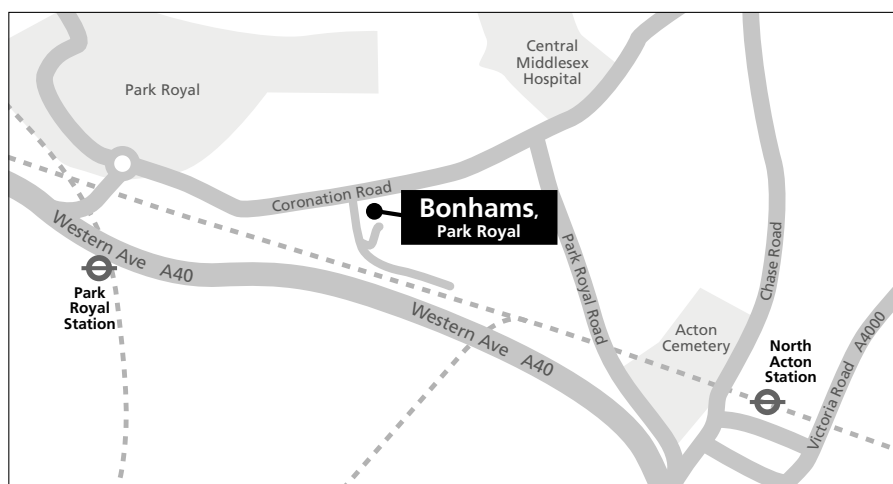 Central
Middlesex
Hospital
Park Royal
Coronation Road
Bonhams,
Park Royal
Western Ave A40
Park
Royal
Station
Park Royal Road
Chase Road
Western Ave A40
Acton
Cemetery
North
Acton
Station
Victoria Road A4000